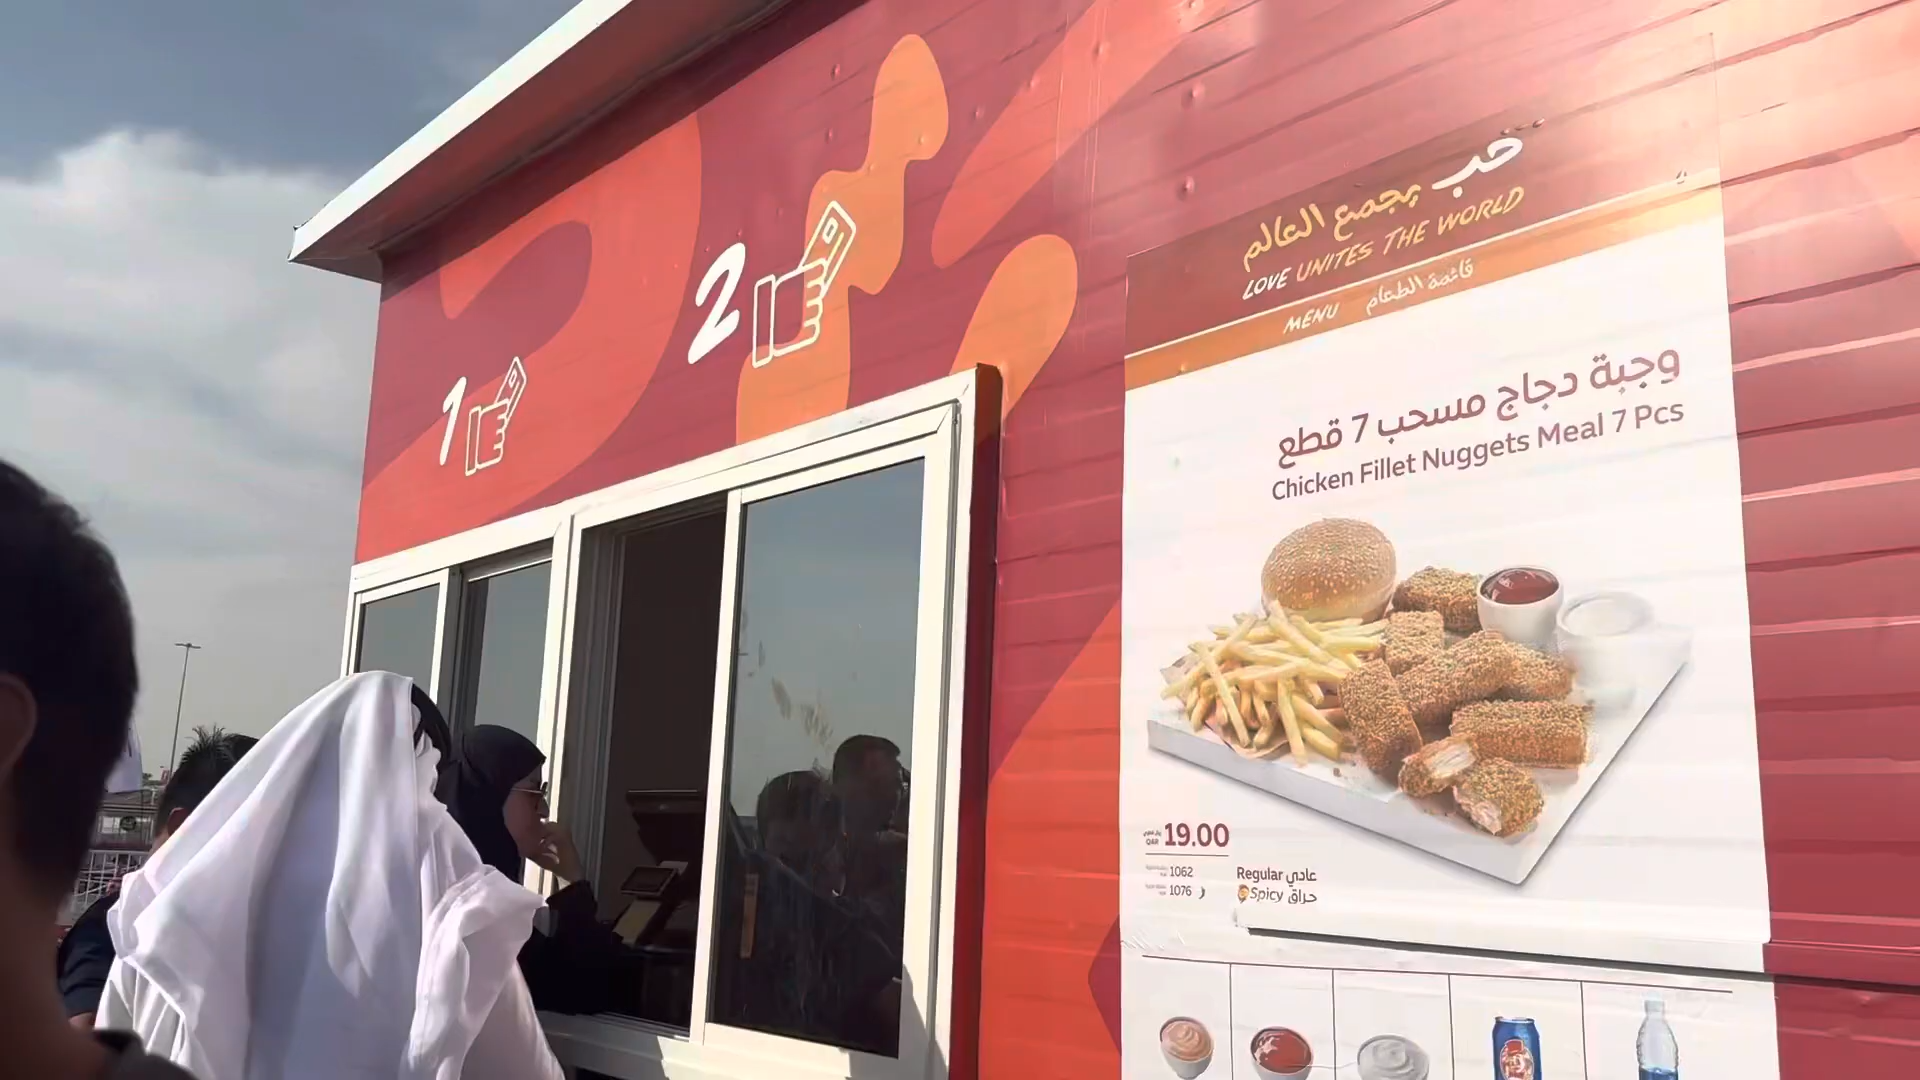 1
2
حب يجمع العالم
LOVE UNITES THE WORLD
MENU قائمة الطعام
وجبة دجاج مسحب 7 قطع
Chicken Fillet Nuggets Meal 7 Pcs
QAR 19.00
1062 Regular عادي
1076 Spicy حراق